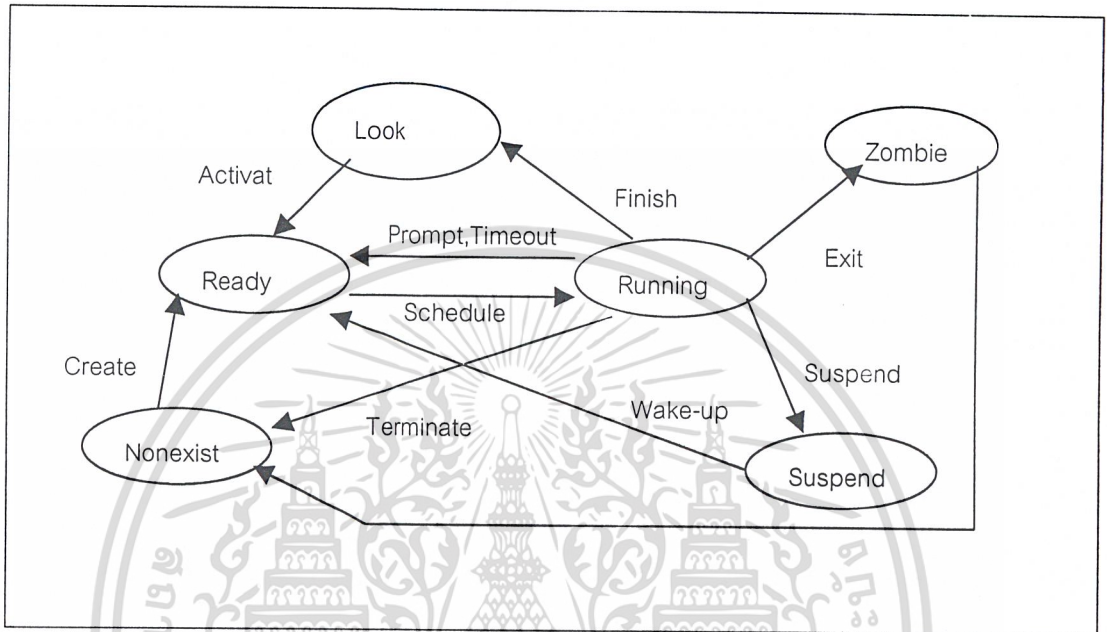 Look
Zombie
Activat
Finish
Prompt,Timeout
Exit
Ready
Running
Schedule
Create
Suspend
Wake-up
Terminate
Nonexist
Suspend